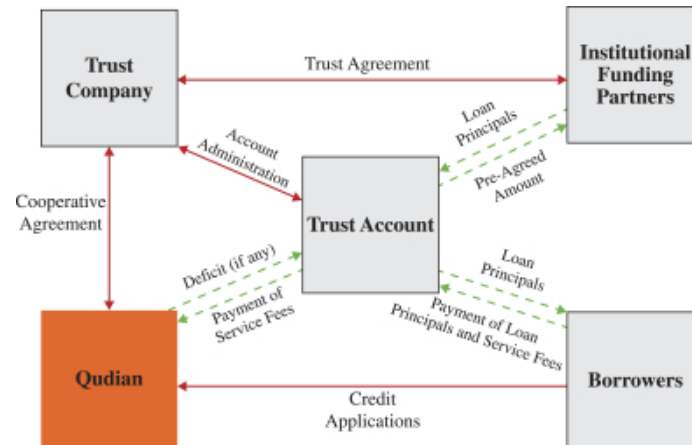 Trust
Company
Trust Agreement
Institutional
Funding
Partners
Loan
Principals
Pre-Agreed
Amount
Account
Administration
Cooperative
Agreement
Trust Account
Deficit (if any)
Payment of
Service Fees
Loan
Principals
Payment of Loan
Principals and Service Fees
Qudian
Credit
Applications
Borrowers